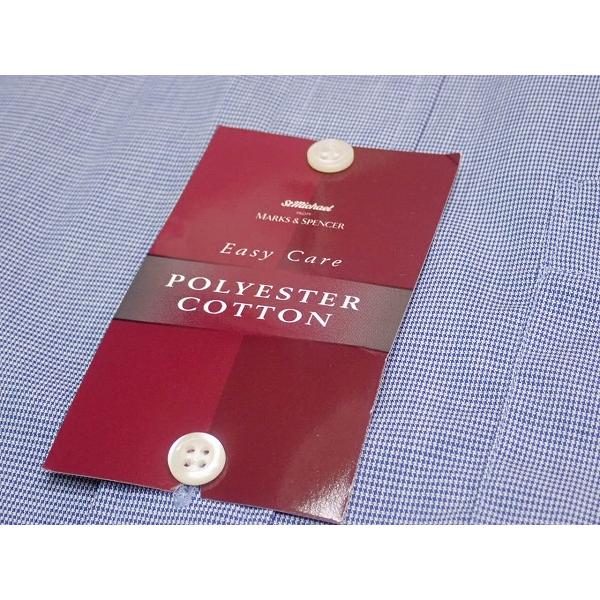 StMichael
FROM
MARKS & SPENCER
Easy Care
POLYESTER
COTTON